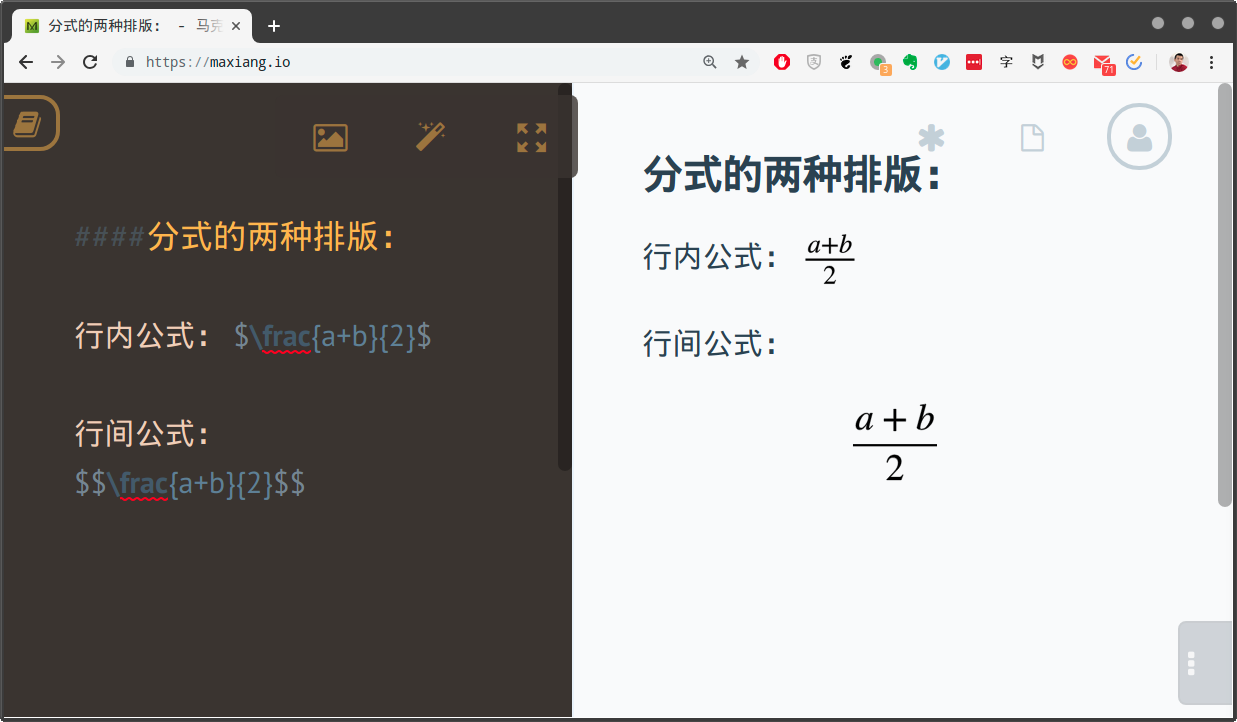 分式的两种排版： - 马克
https://maxiang.io
3
字
71
####分式的两种排版：
行内公式： $\frac{a+b}{2}$
行间公式：
$$\frac{a+b}{2}$$
分式的两种排版：
行内公式： a+b
2
行间公式：
a + b
2